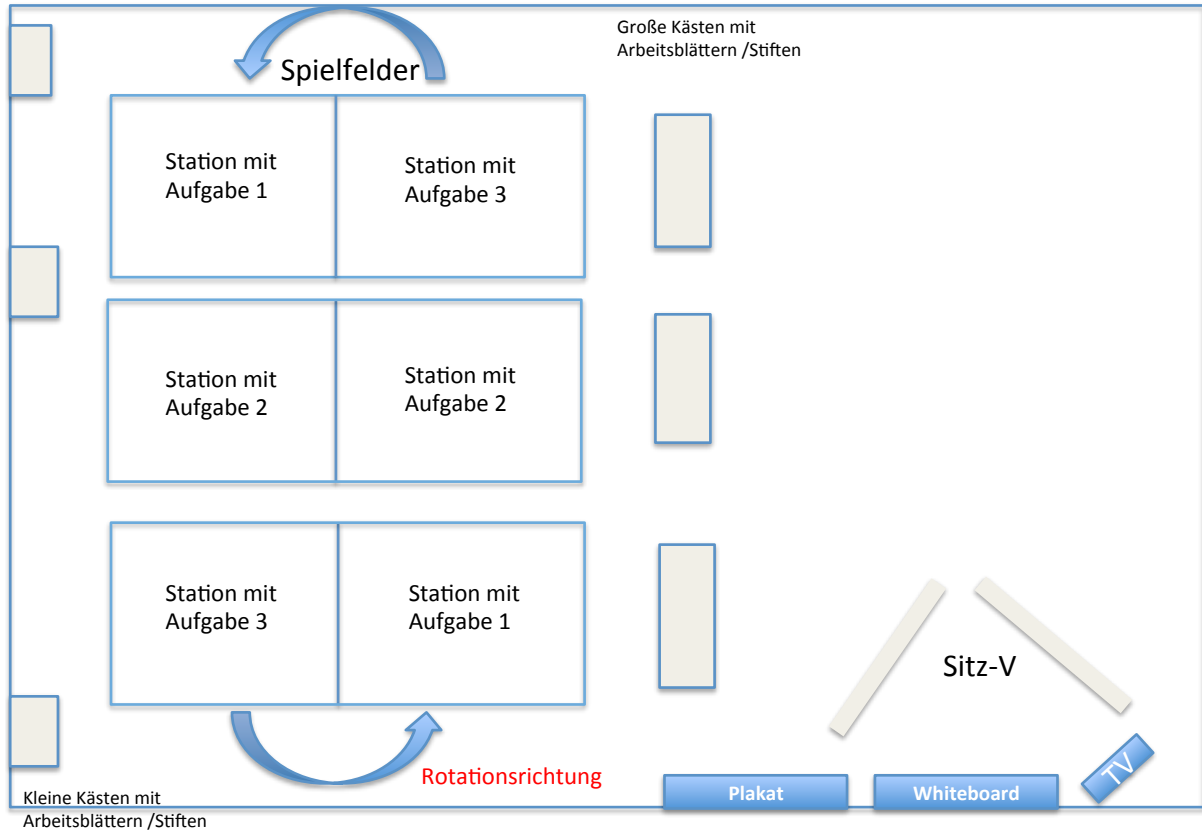 Große Kästen mit
Arbeitsblättern /Stiften
Spielfelder
Station mit
Aufgabe 1
Station mit
Aufgabe 3
Station mit
Aufgabe 2
Station mit
Aufgabe 2
Station mit
Aufgabe 3
Station mit
Aufgabe 1
Sitz-V
Rotationsrichtung
TV
Plakat
Whiteboard
Kleine Kästen mit
Arbeitsblättern /Stiften